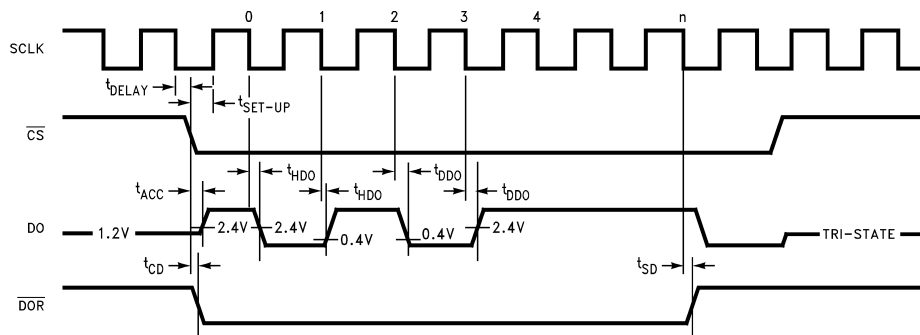 0 1 2 3 4 n
SCLK
tDELAY
tSET-UP
CS
tHDO tDDO
tACC tHDO tDDO
DO 1.2V 2.4V 2.4V 0.4V 0.4V 2.4V TRI-STATE
tCD tSD
DOR